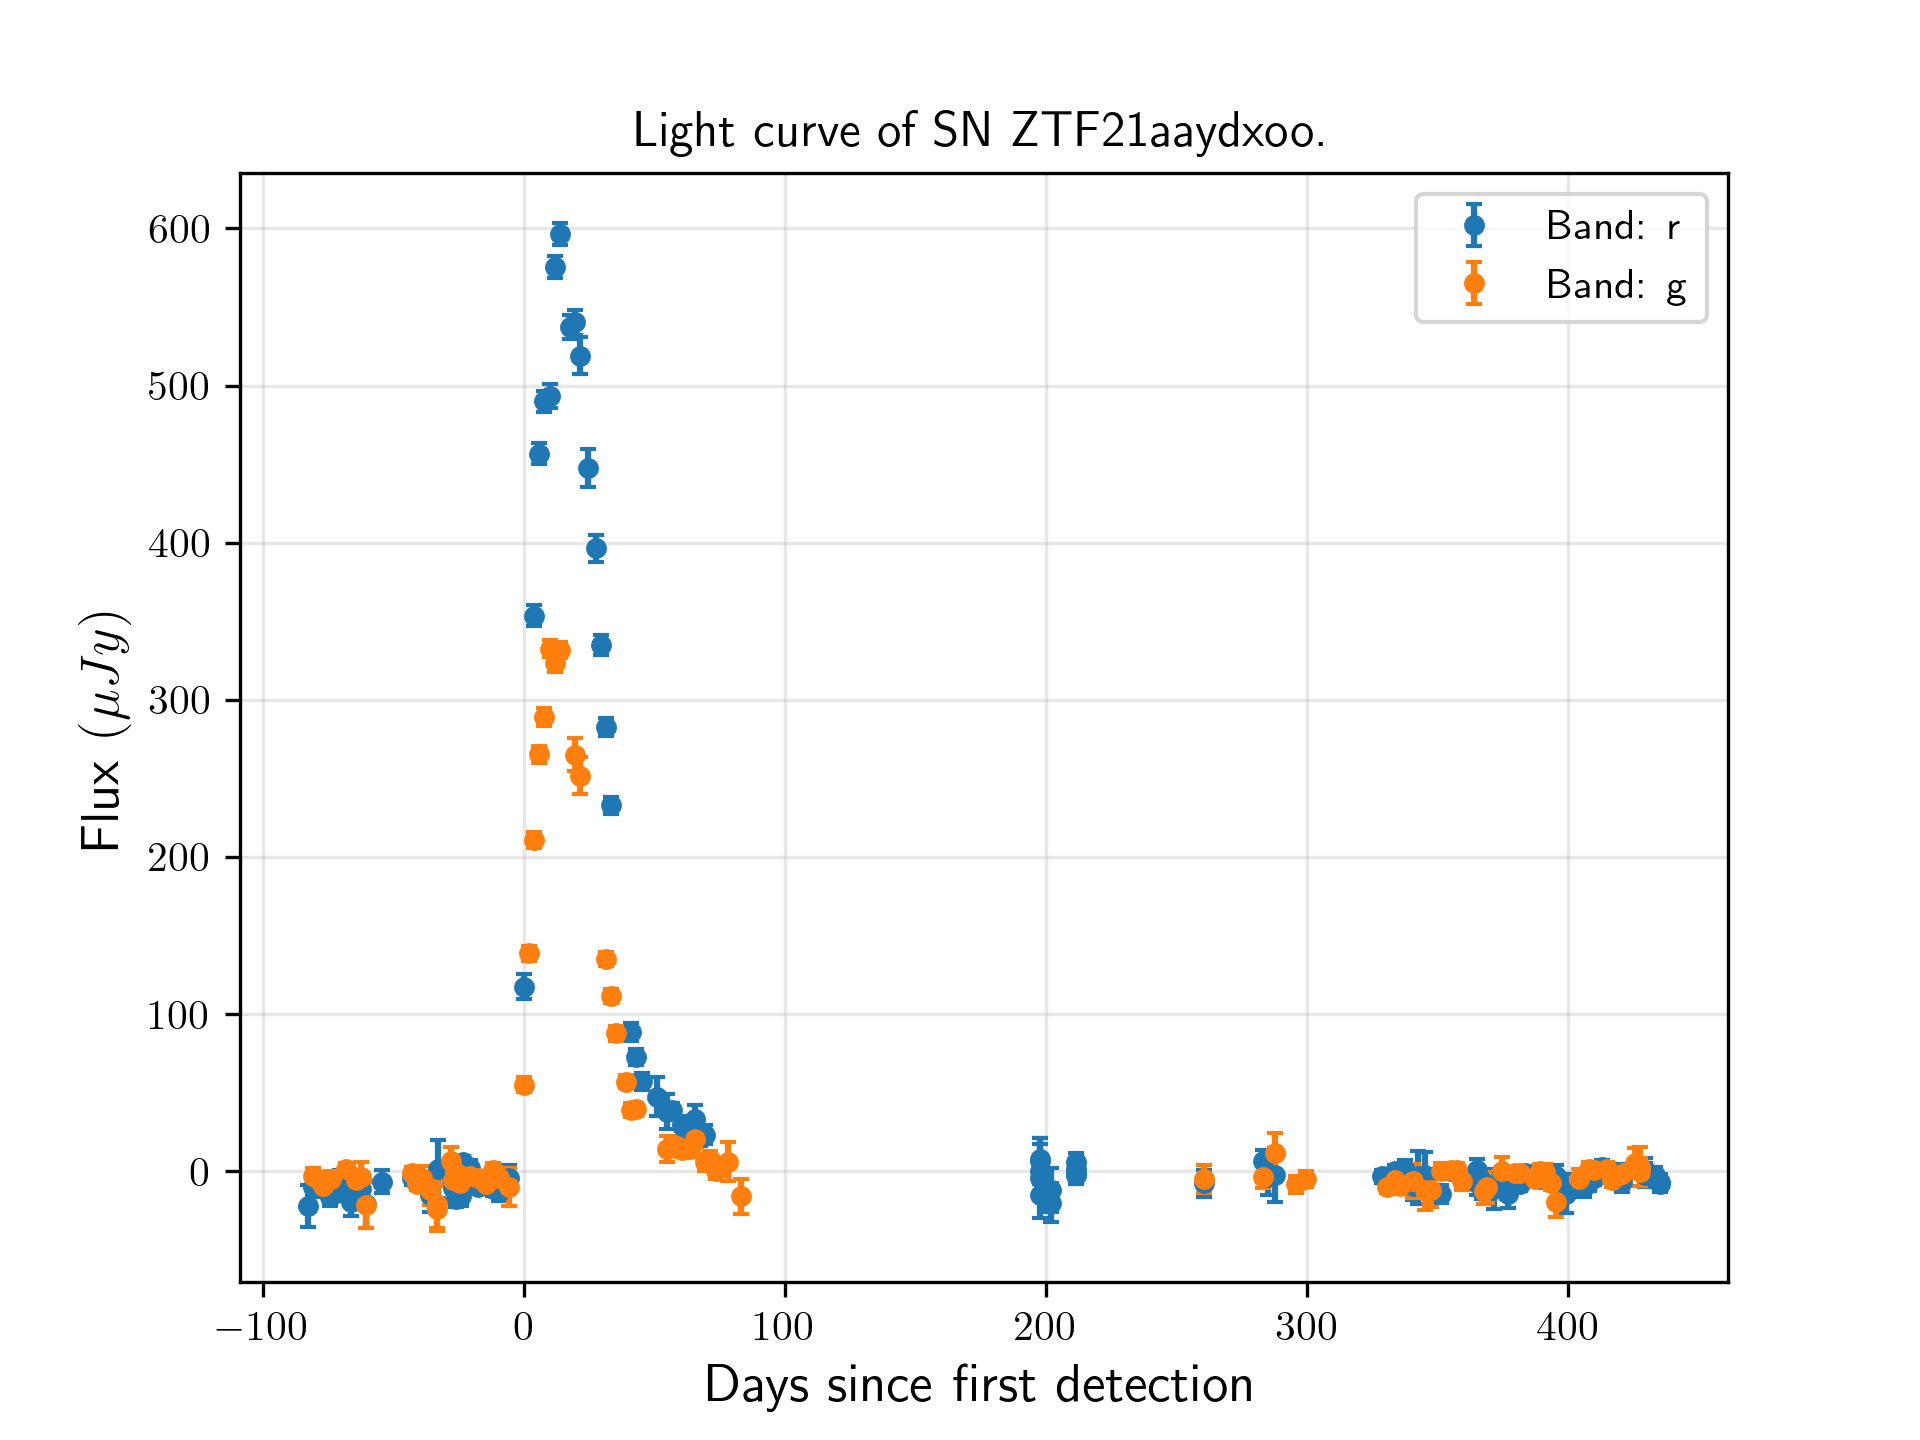 Light curve of SN ZTF21aaydxoo.
Band: r
Band: g
600
500
400
300
200
100
0
Flux (μJy)
−100 0 100 200 300 400
Days since first detection